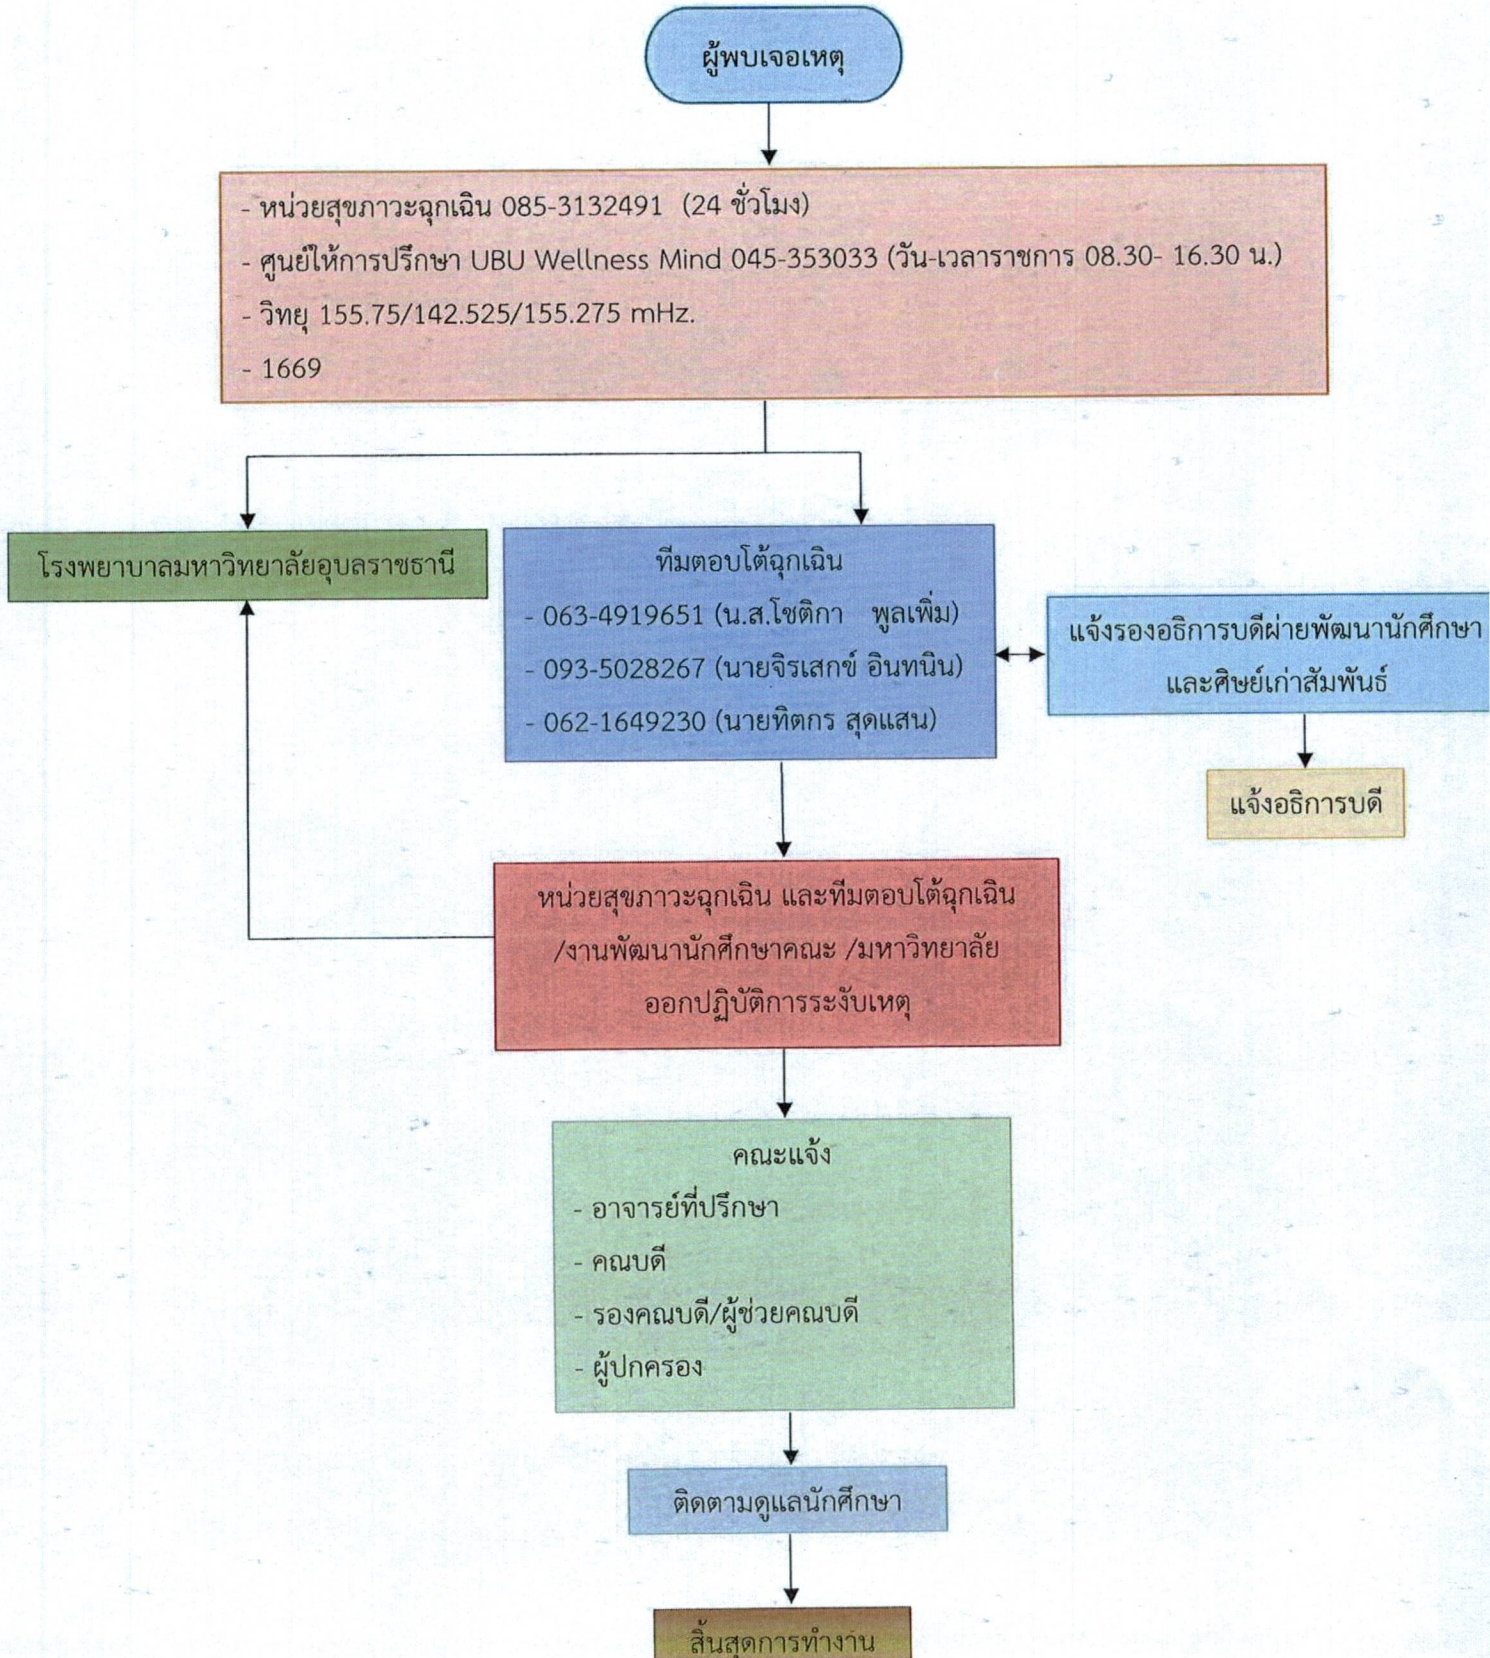 ผู้พบเจอเหตุ
- หน่วยสุขภาวะฉุกเฉิน 085-3132491 (24 ชั่วโมง)
- ศูนย์ให้การปรึกษา UBU Wellness Mind 045-353033 (วัน-เวลาราชการ 08.30- 16.30 น.)
- วิทยุ 155.75/142.525/155.275 mHz.
- 1669
โรงพยาบาลมหาวิทยาลัยอุบลราชธานี
ทีมตอบโต้ฉุกเฉิน
- 063-4919651 (น.ส.โชติกา พูลเพิ่ม)
- 093-5028267 (นายจิรเสกข์ อินทนิน)
- 062-1649230 (นายทิตกร สุดแสน)
แจ้งรองอธิการบดีฝ่ายพัฒนานักศึกษา
และศิษย์เก่าสัมพันธ์
แจ้งอธิการบดี
หน่วยสุขภาวะฉุกเฉิน และทีมตอบโต้ฉุกเฉิน
/งานพัฒนานักศึกษาคณะ /มหาวิทยาลัย
ออกปฏิบัติการระงับเหตุ
คณะแจ้ง
- อาจารย์ที่ปรึกษา
- คณบดี
- รองคณบดี/ผู้ช่วยคณบดี
- ผู้ปกครอง
ติดตามดูแลนักศึกษา
สิ้นสุดการทำงาน